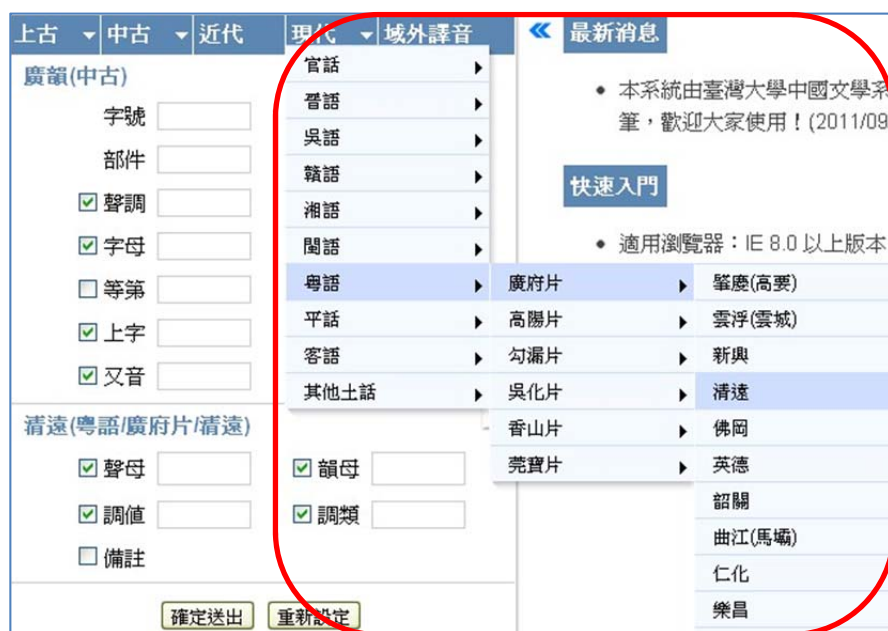 上古 中古 近代 現代 域外譯音
廣韻(中古)
字號
部件
聲調
字母
等第
上字
又音
清遠(粵語/廣府片/清遠)
聲母
韻母
調值
調類
備註
確定送出 重新設定
官話
晉語
吳語
贛語
湘語
閩語
粵語
平話
客語
其他土話
廣府片
高陽片
勾漏片
吳化片
香山片
莞寶片
肇慶(高要)
雲浮(雲城)
新興
清遠
佛岡
英德
韶關
曲江(馬壩)
仁化
樂昌
最新消息
本系統由臺灣大學中國文學系
筆，歡迎大家使用！(2011/09
快速入門
適用瀏覽器：IE 8.0 以上版本